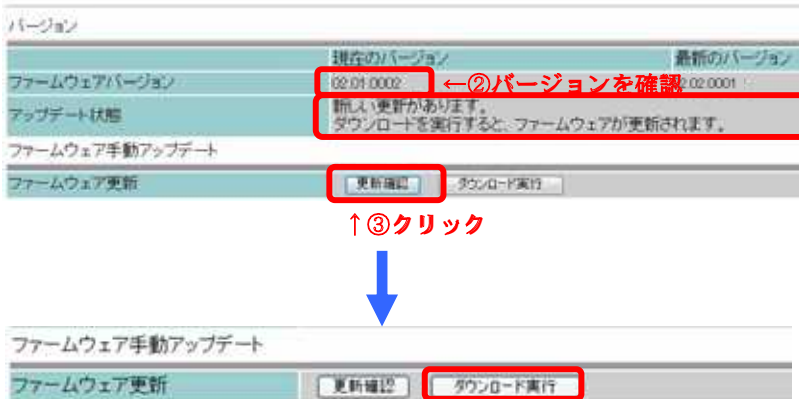 バージョン
現在のバージョン 最新のバージョン
ファームウェアバージョン 02.01.0002 ←②バージョンを確認 2.02.0001
アップデート状態 新しい更新があります。
ダウンロードを実行すると、ファームウェアが更新されます。
ファームウェア手動アップデート
ファームウェア更新 更新確認 ダウンロード実行
↑③クリック
ファームウェア手動アップデート
ファームウェア更新 更新確認 ダウンロード実行